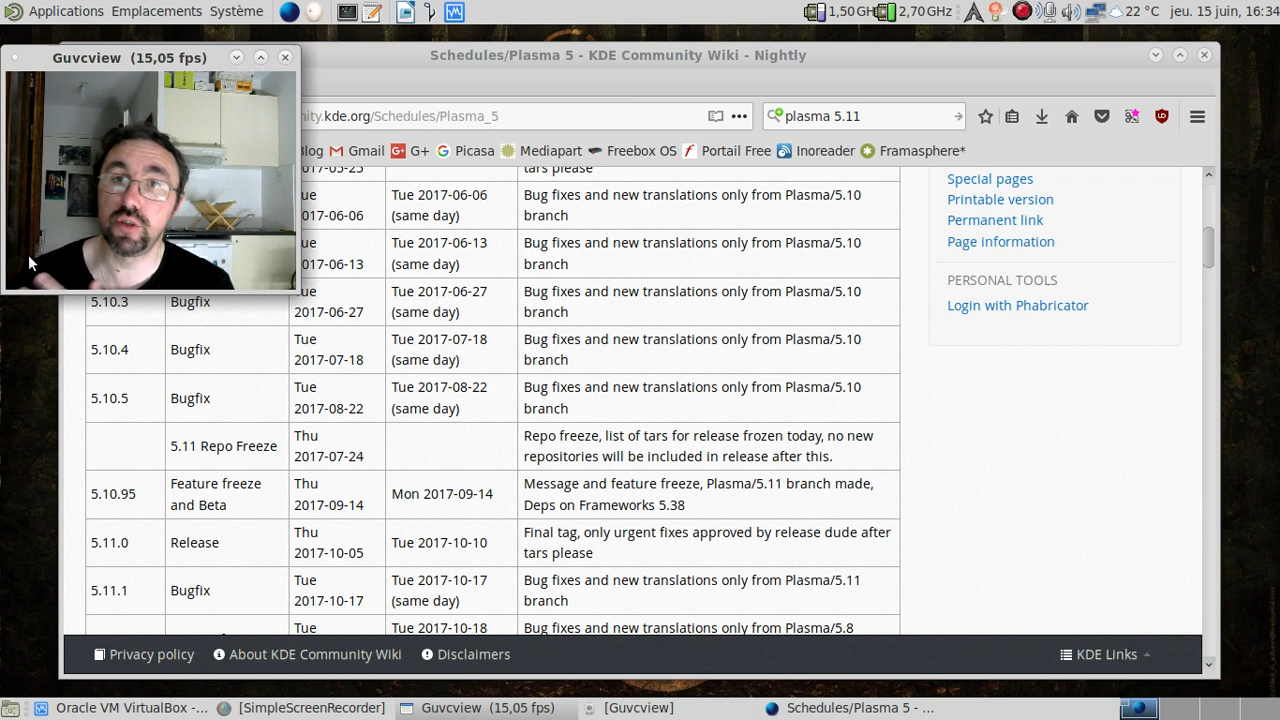 Applications Emplacements Système 1,50GH 2,70GHz 22 °C jeu. 15 juin, 16:34
Guvcview (15,05 fps)
Schedules/Plasma 5 - KDE Community Wiki - Nightly
nity.kde.org/Schedules/Plasma_5 plasma 5.11
Blog Gmail G+ Picasa Mediapart Freebox OS Portail Free Inoreader Framasphere*
2017-05-25 tars please
Tue 2017-06-06 Tue 2017-06-06 (same day) Bug fixes and new translations only from Plasma/5.10 branch
Tue 2017-06-13 Tue 2017-06-13 (same day) Bug fixes and new translations only from Plasma/5.10 branch
5.10.3 Bugfix Tue 2017-06-27 Tue 2017-06-27 (same day) Bug fixes and new translations only from Plasma/5.10 branch
5.10.4 Bugfix Tue 2017-07-18 Tue 2017-07-18 (same day) Bug fixes and new translations only from Plasma/5.10 branch
5.10.5 Bugfix Tue 2017-08-22 Tue 2017-08-22 (same day) Bug fixes and new translations only from Plasma/5.10 branch
5.11 Repo Freeze Thu 2017-07-24 Repo freeze, list of tars for release frozen today, no new repositories will be included in release after this.
5.10.95 Feature freeze and Beta Thu 2017-09-14 Mon 2017-09-14 Message and feature freeze, Plasma/5.11 branch made, Deps on Frameworks 5.38
5.11.0 Release Thu 2017-10-05 Tue 2017-10-10 Final tag, only urgent fixes approved by release dude after tars please
5.11.1 Bugfix Tue 2017-10-17 Tue 2017-10-17 (same day) Bug fixes and new translations only from Plasma/5.11 branch
Tue Tue 2017-10-18 Bug fixes and new translations only from Plasma/5.8
Special pages
Printable version
Permanent link
Page information
PERSONAL TOOLS
Login with Phabricator
Privacy policy About KDE Community Wiki Disclaimers KDE Links
Oracle VM VirtualBox -... [SimpleScreenRecorder] Guvcview (15,05 fps) [Guvcview] Schedules/Plasma 5 - ...